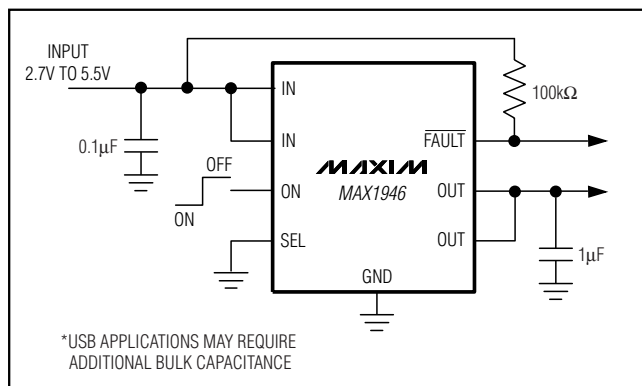 INPUT
2.7V TO 5.5V
IN
100kΩ
0.1µF
IN
FAULT
OFF
ON
MAXIM
MAX1946
ON
OUT
SEL
OUT
1µF
GND
*USB APPLICATIONS MAY REQUIRE
ADDITIONAL BULK CAPACITANCE